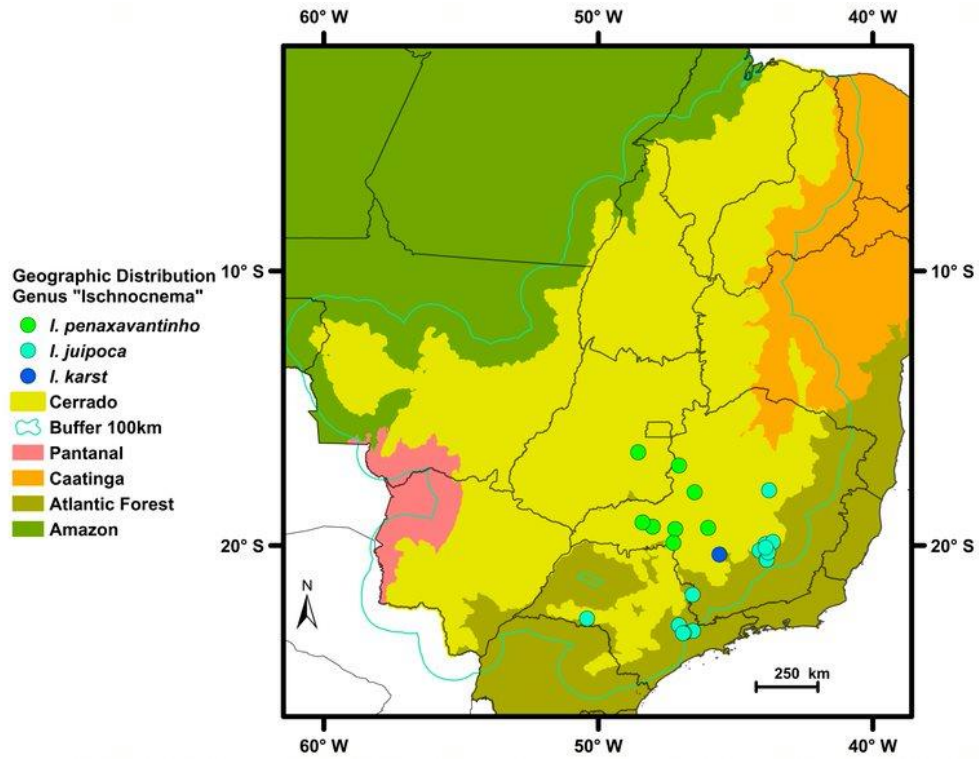 60° W 50° W 40° W
10° S 10° S
Geographic Distribution
Genus "Ischnocnema"
I. penaxavantinho
I. juipoca
I. karst
Cerrado
Buffer 100km
Pantanal
Caatinga
Atlantic Forest
Amazon
20° S 20° S
N
250 km
60° W 50° W 40° W